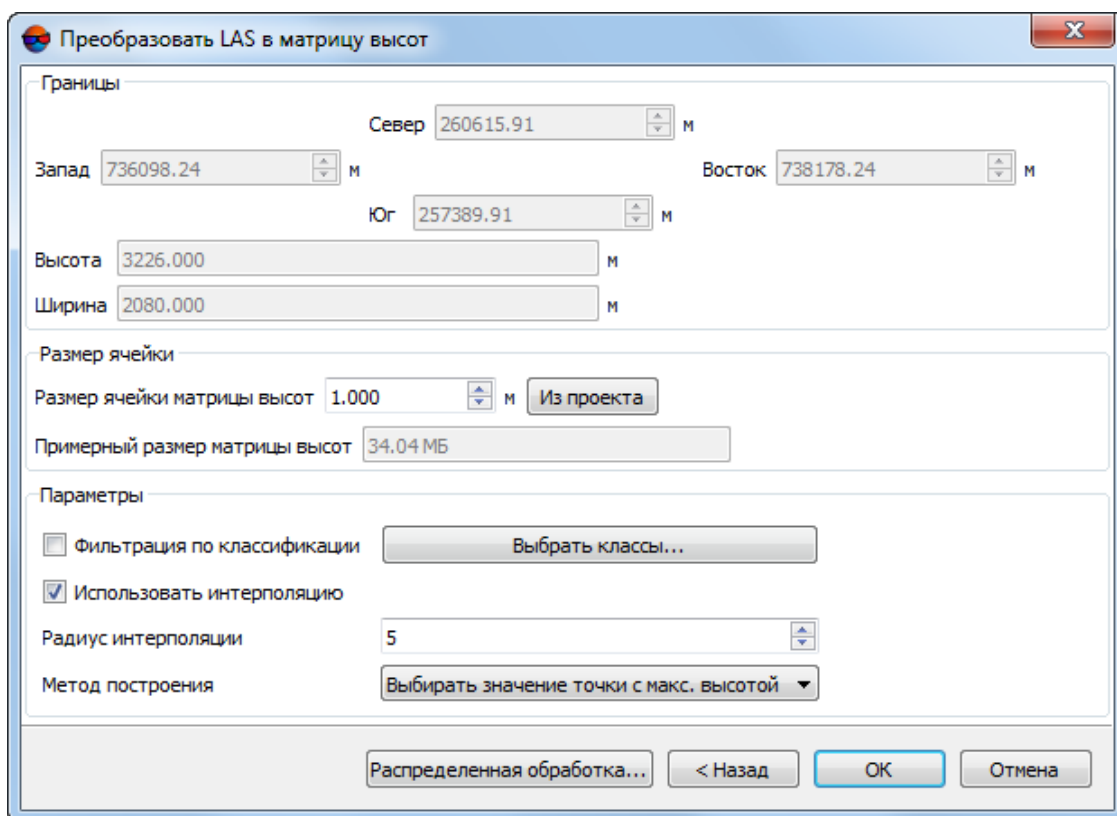 Преобразовать LAS в матрицу высот
Границы
Север 260615.91 м
Запад 736098.24 м Восток 738178.24 м
Юг 257389.91 м
Высота 3226.000 м
Ширина 2080.000 м
Размер ячейки
Размер ячейки матрицы высот 1.000 м Из проекта
Примерный размер матрицы высот 34.04 МБ
Параметры
Фильтрация по классификации Выбрать классы...
Использовать интерполяцию
Радиус интерполяции 5
Метод построения Выбирать значение точки с макс. высотой
Распределенная обработка... < Назад OK Отмена